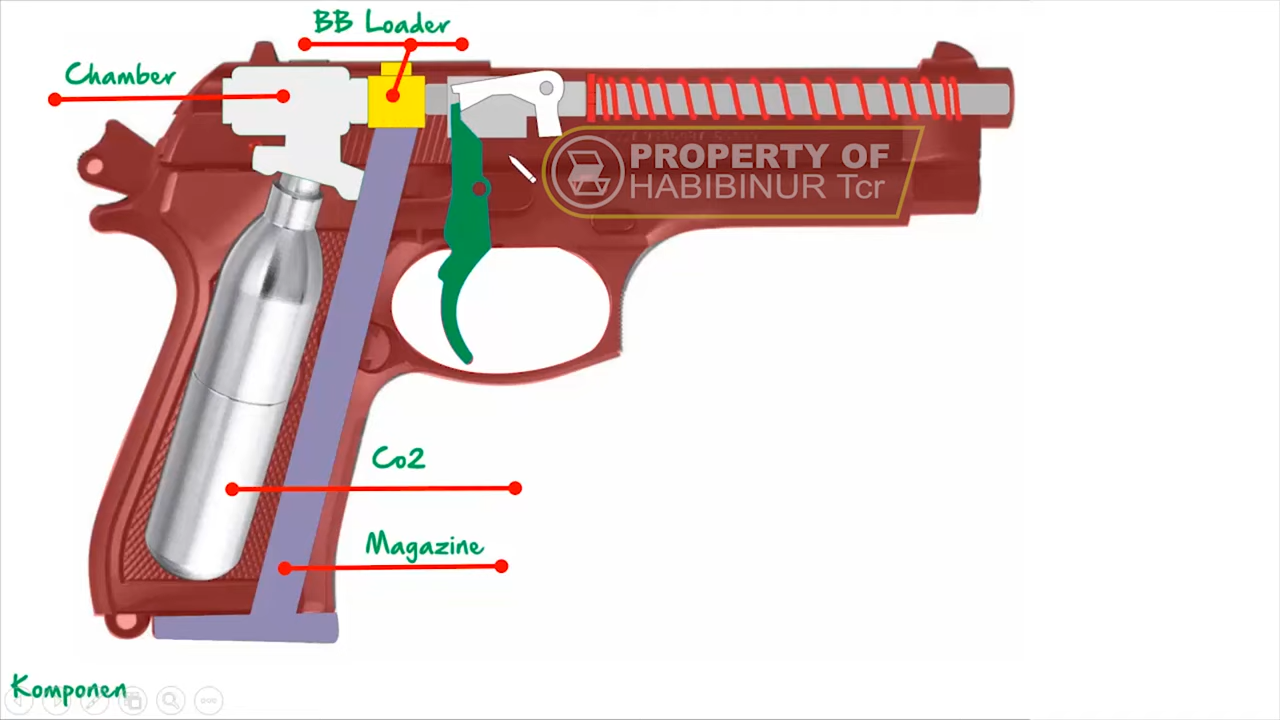 BB Loader
Chamber
PROPERTY OF
HABIBINUR Tcr
Co2
Magazine
Komponen